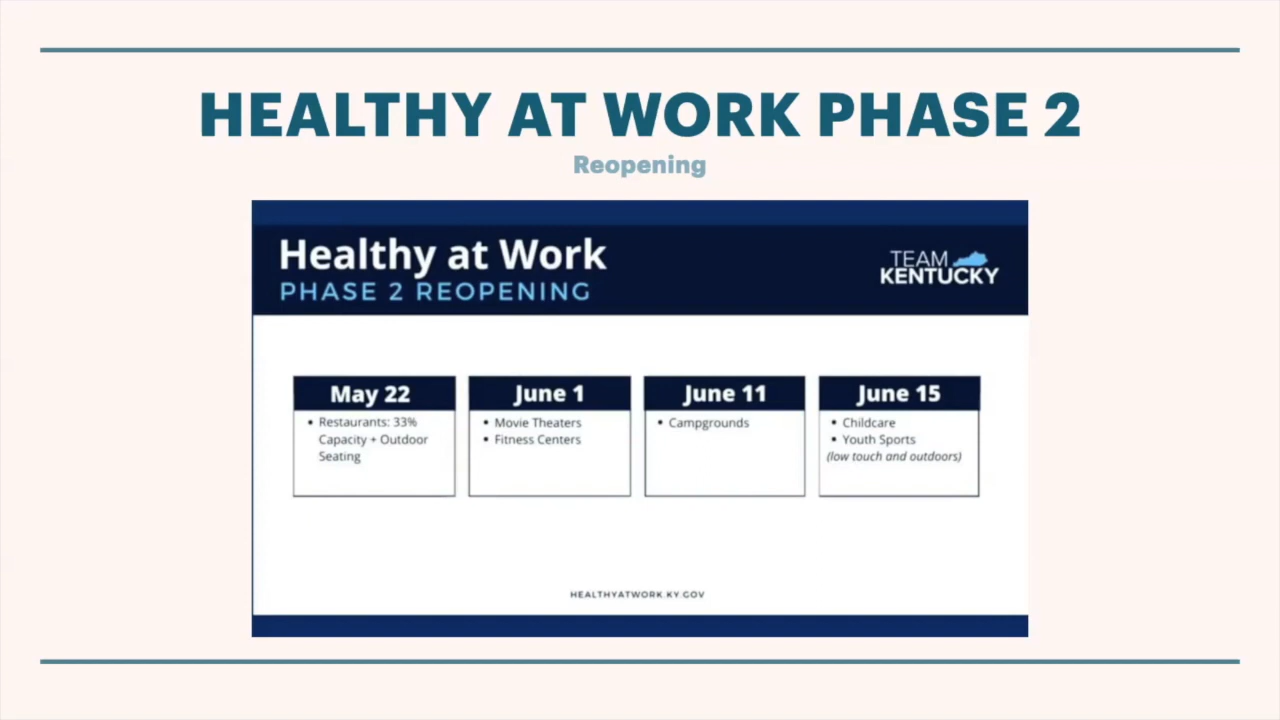 HEALTHY AT WORK PHASE 2
Reopening
Healthy at Work
PHASE 2 REOPENING
TEAM
KENTUCKY
May 22
• Restaurants: 33%
Capacity + Outdoor
Seating
June 1
• Movie Theaters
• Fitness Centers
June 11
• Campgrounds
June 15
• Childcare
• Youth Sports
(low touch and outdoors)
HEALTHYATWORK.KY.GOV